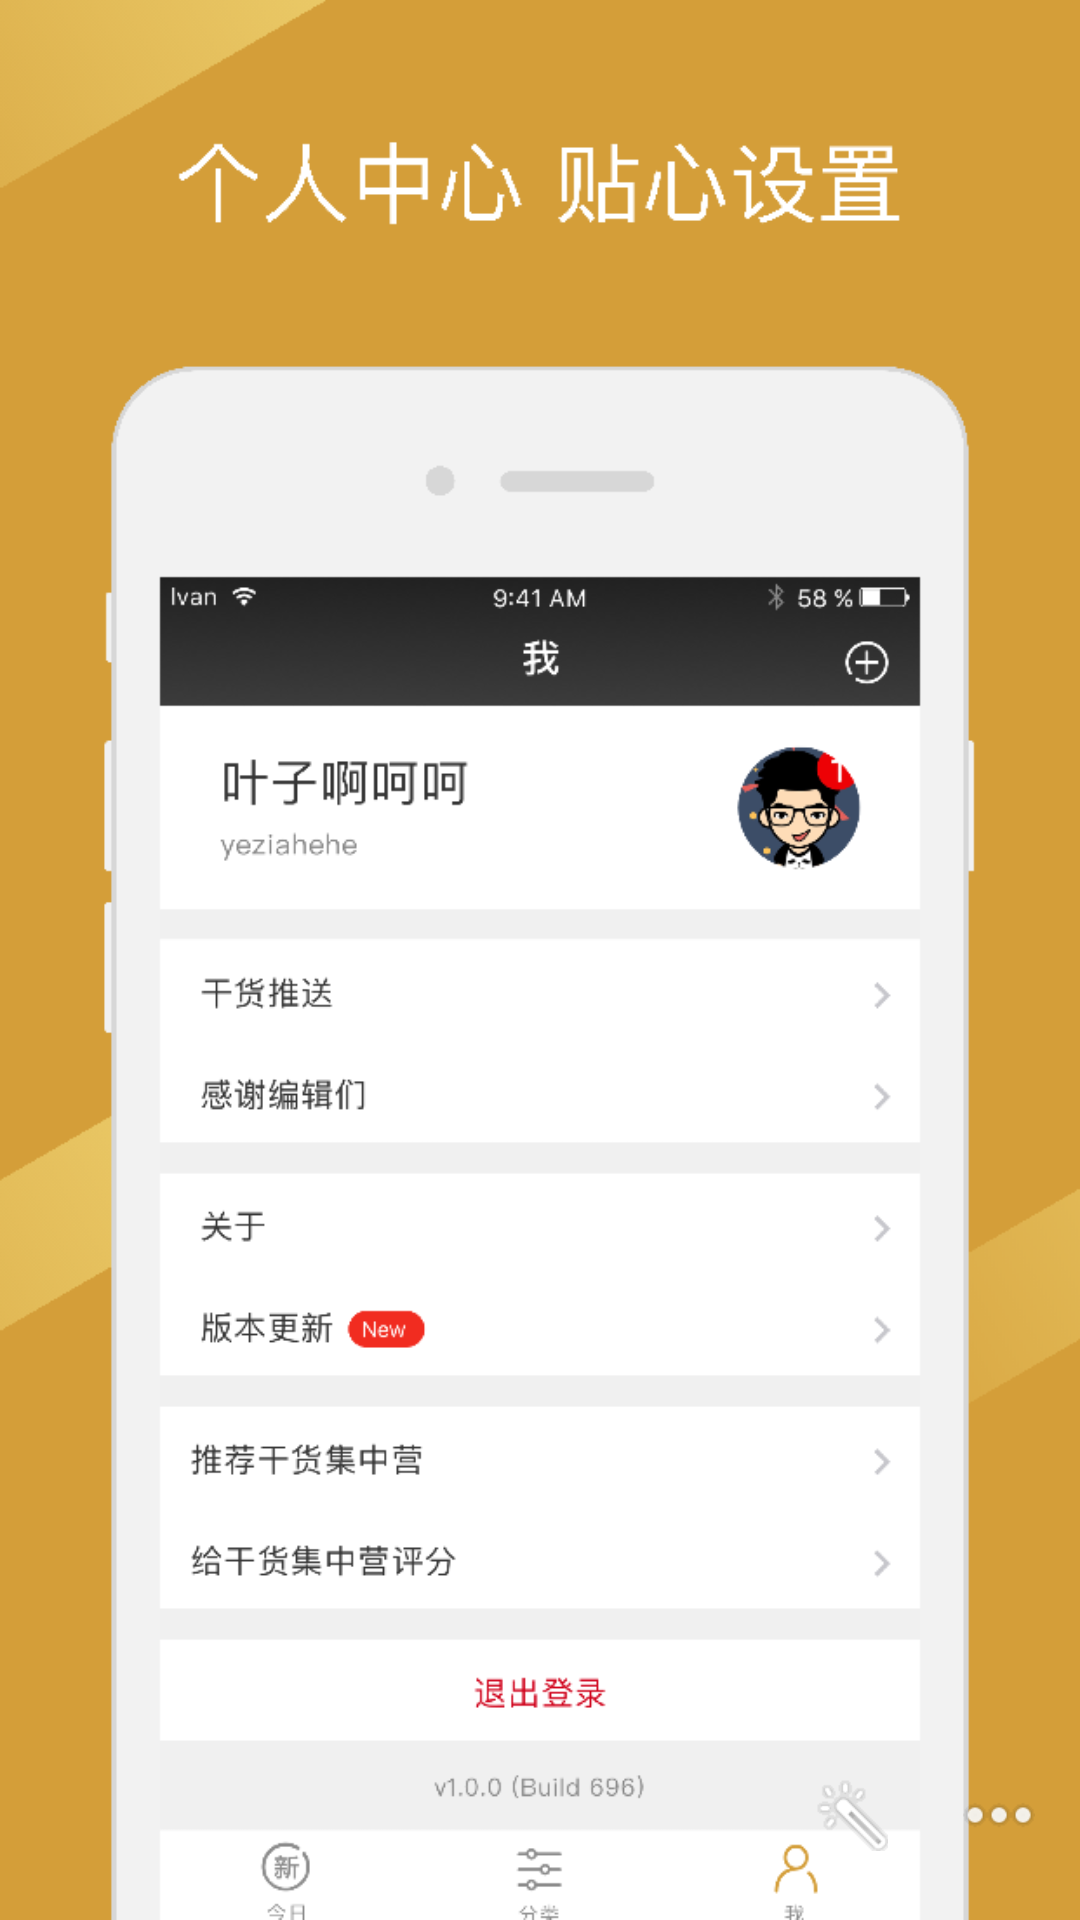 个人中心 贴心设置
Ivan 9:41 AM 58 %
我
叶子啊呵呵
yeziahehe
干货推送
感谢编辑们
关于
版本更新 New
推荐干货集中营
给干货集中营评分
退出登录
v1.0.0 (Build 696)
新
今日 分类 我